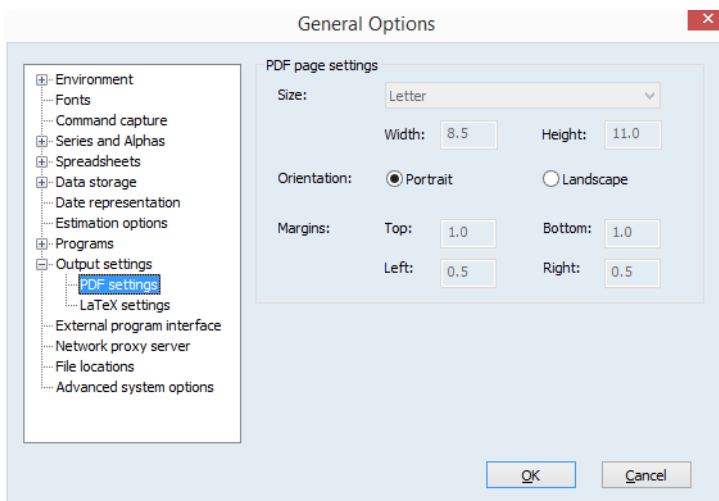 General Options
Environment
Fonts
Command capture
Series and Alphas
Spreadsheets
Data storage
Date representation
Estimation options
Programs
Output settings
PDF settings
LaTeX settings
External program interface
Network proxy server
File locations
Advanced system options
PDF page settings
Size: Letter
Width: 8.5 Height: 11.0
Orientation: Portrait Landscape
Margins: Top: 1.0 Bottom: 1.0
Left: 0.5 Right: 0.5
OK Cancel